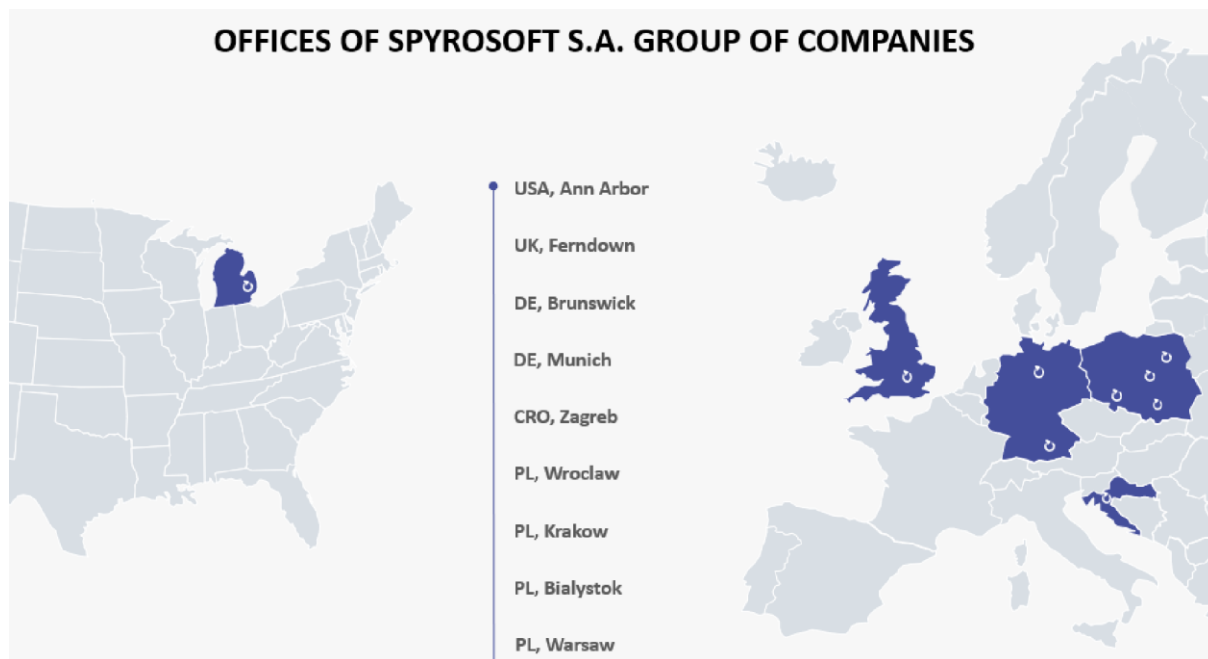 OFFICES OF SPYROSOFT S.A. GROUP OF COMPANIES
USA, Ann Arbor
UK, Ferndown
DE, Brunswick
DE, Munich
CRO, Zagreb
PL, Wroclaw
PL, Krakow
PL, Bialystok
PL, Warsaw